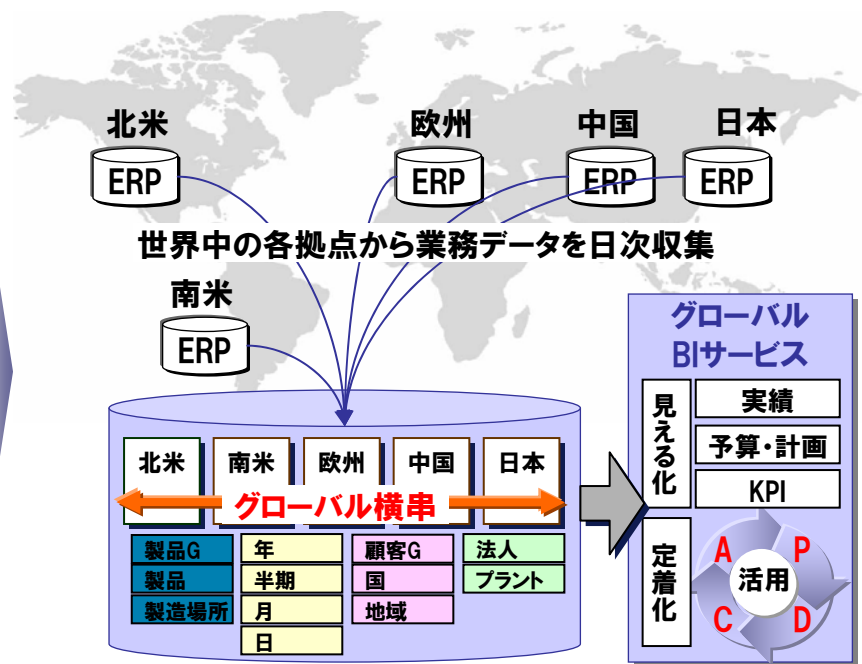 北米
欧州
中国
日本
ERP
ERP
ERP
ERP
世界中の各拠点から業務データを日次収集
南米
ERP
グローバル
BIサービス
見える化
実績
予算・計画
KPI
定着化
A
P
活用
C
D
北米
南米
欧州
中国
日本
グローバル横串
製品G
製品
製造場所
年
半期
月
日
顧客G
国
地域
法人
プラント